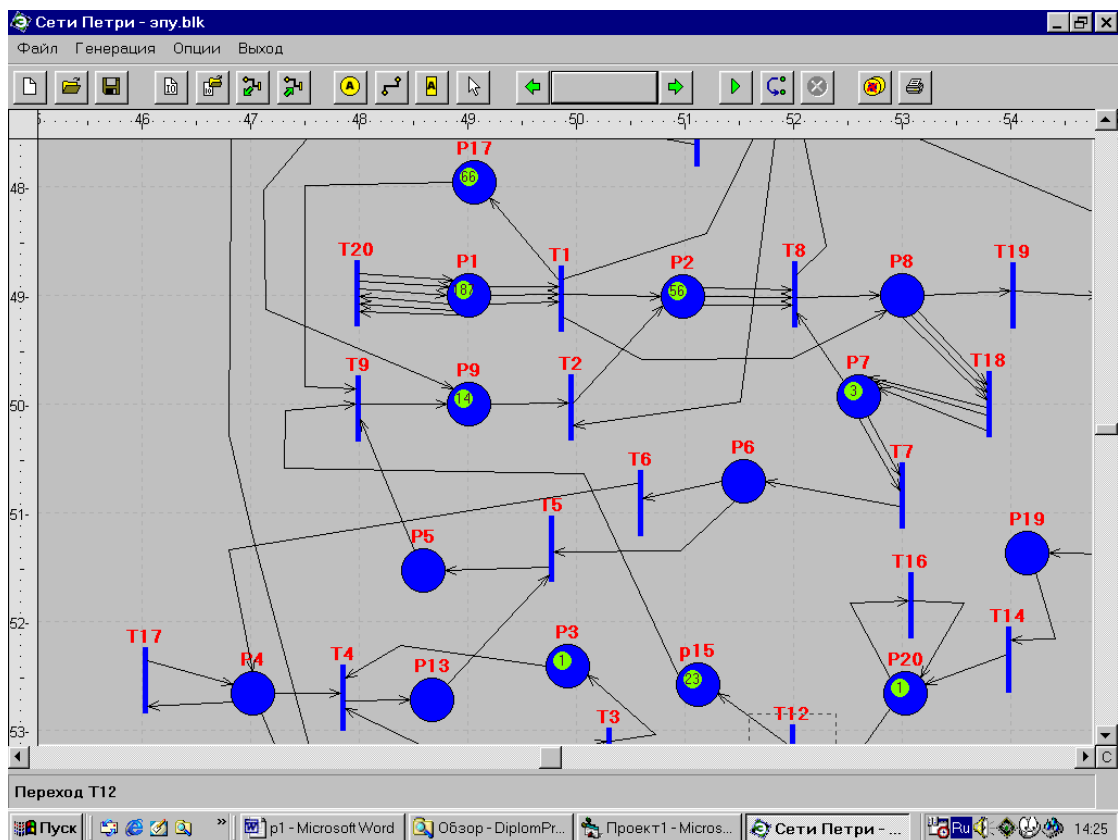 Сети Петри - эпу.blk
Файл Генерация Опции Выход
46 47 48 49 50 51 52 53 54
P17
48
66
T20 P1 T1 P2 T8 P8 T19
49
187 56
T9 P9 T2 P7 T18
50
14 3
T6 P6 T7
51
P5 T5 P19
T16
52
T17 P4 T4 P13 P3 p15 P20 T14
1 23 1
53
T3 T12
C
Переход T12
Пуск » p1 - Microsoft Word Обзор - DiplomPr... Проект1 - Micros... Сети Петри - ... Ru 14:25